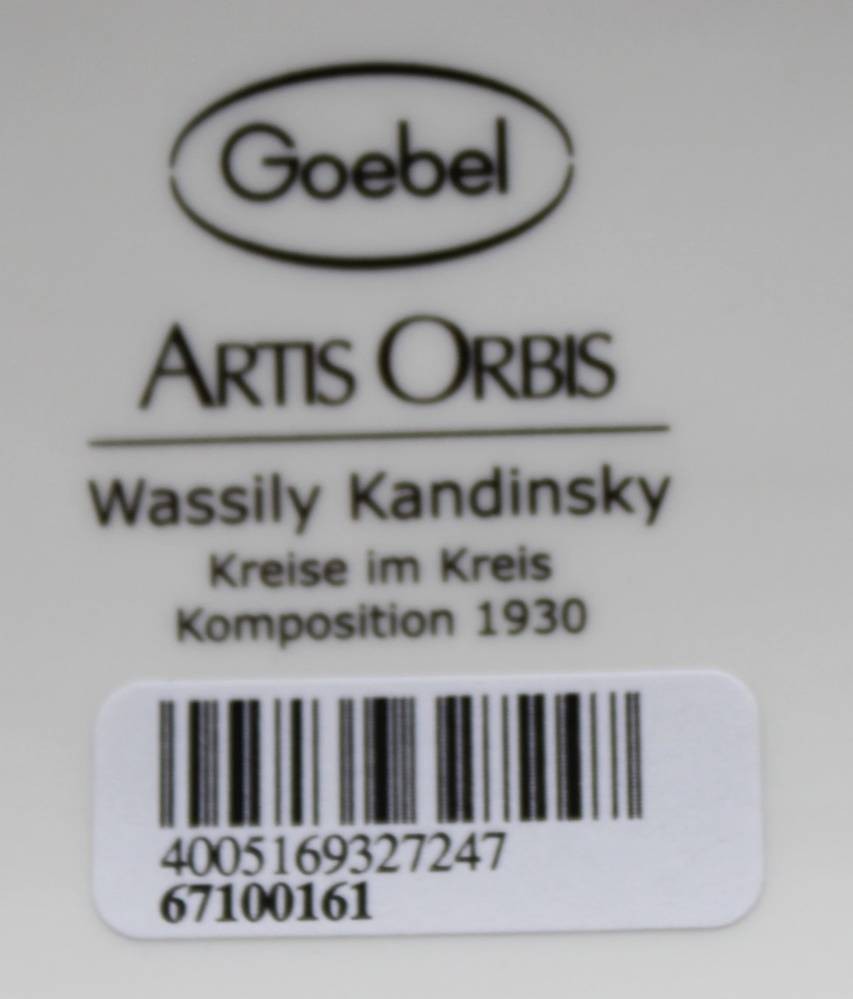 Goebel
ARTIS ORBIS
Wassily Kandinsky
Kreise im Kreis
Komposition 1930
4005169327247
67100161